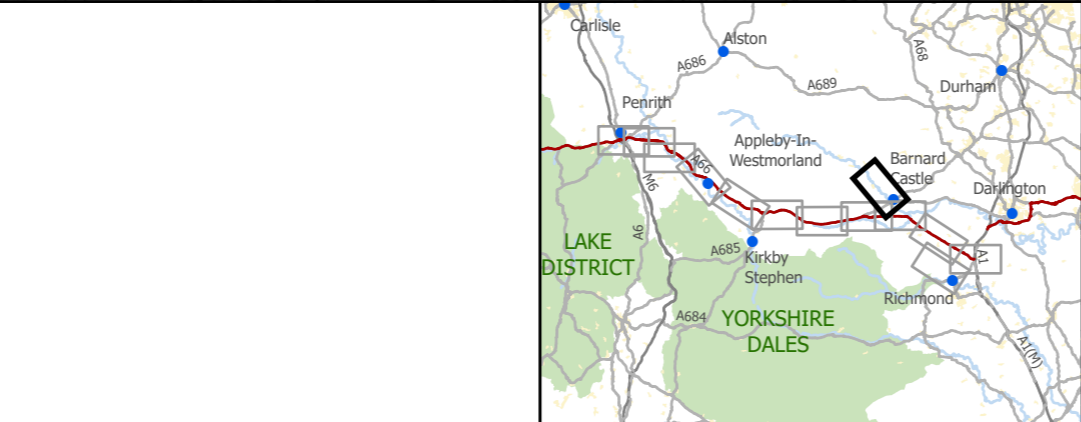 Carlisle
Alston
A68
A686
A689
Durham
Penrith
Appleby-In-
Westmorland
A66
Barnard
Castle
Darlington
M6
A6
LAKE
DISTRICT
A685
Kirkby
Stephen
A1
Richmond
A684
YORKSHIRE
DALES
A1(M)